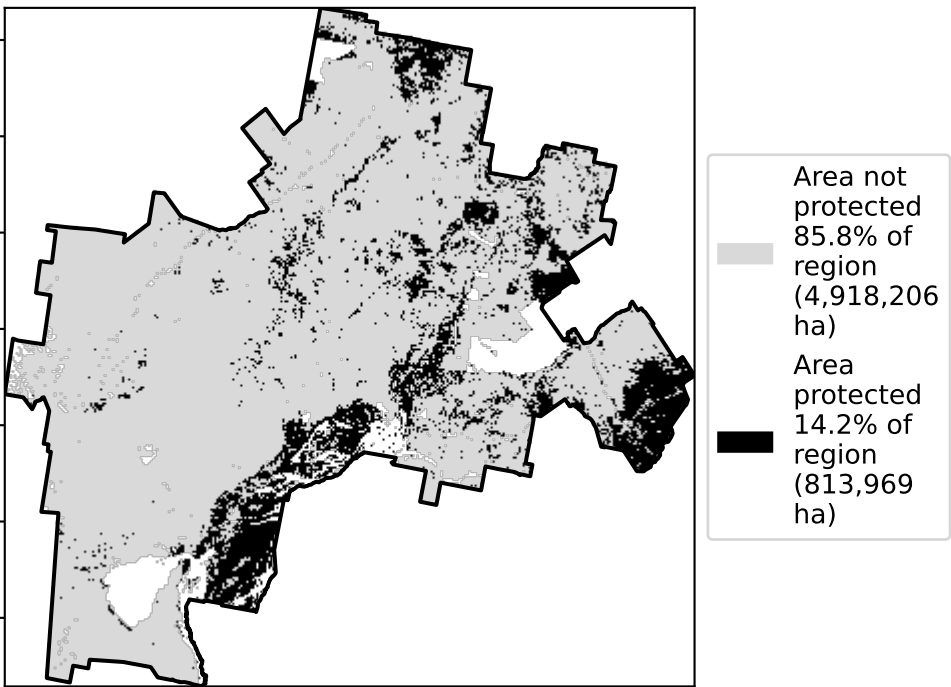 Area not
protected
85.8% of
region
(4,918,206
ha)
Area
protected
14.2% of
region
(813,969
ha)